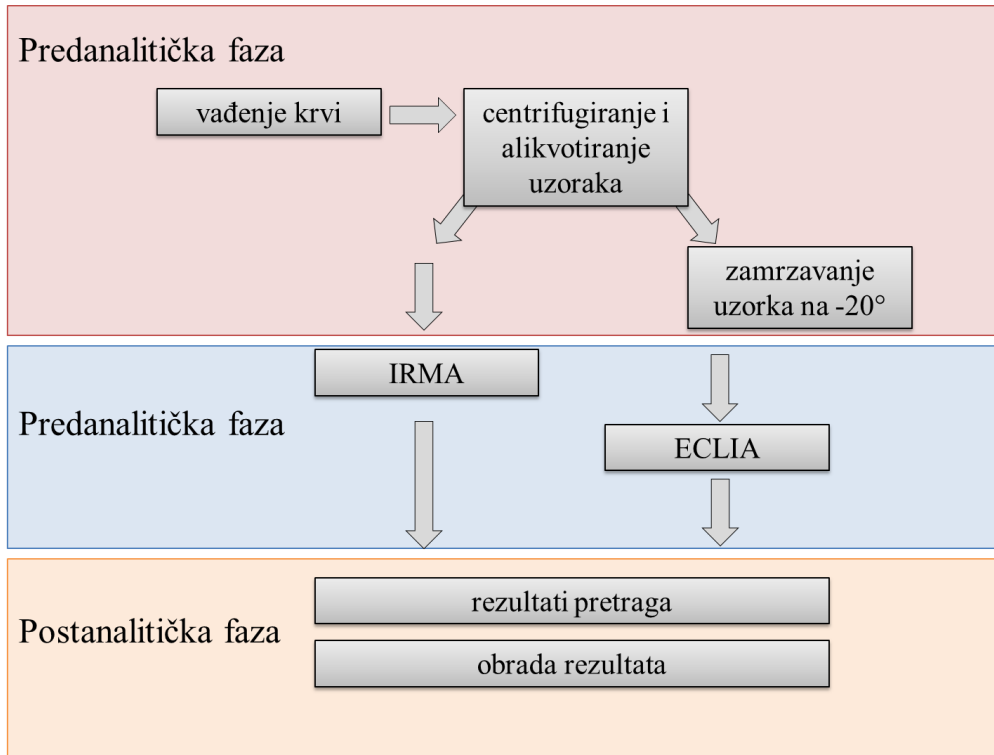 Predanalitička faza
vađenje krvi
centrifugiranje i
alikvotiranje
uzoraka
zamrzavanje
uzorka na -20°
IRMA
Predanalitička faza
ECLIA
rezultati pretraga
Postanalitička faza
obrada rezultata